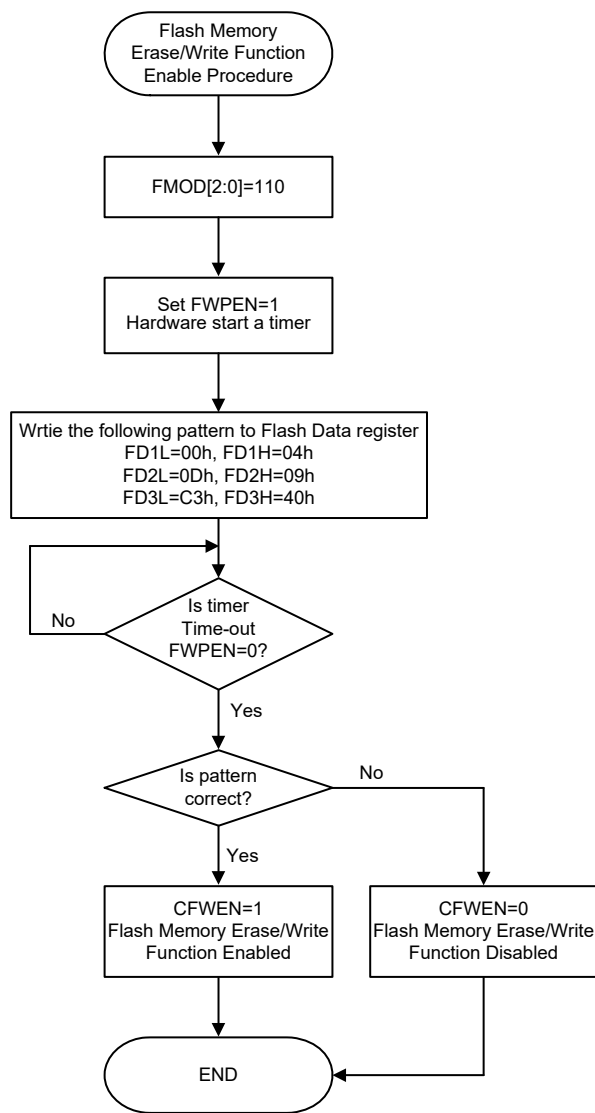 Flash Memory
Erase/Write Function
Enable Procedure
FMOD[2:0]=110
Set FWPEN=1
Hardware start a timer
Wrtie the following pattern to Flash Data register
FD1L=00h, FD1H=04h
FD2L=0Dh, FD2H=09h
FD3L=C3h, FD3H=40h
Is timer
Time-out
FWPEN=0?
No
Yes
Is pattern
correct?
No
Yes
CFWEN=1
Flash Memory Erase/Write
Function Enabled
CFWEN=0
Flash Memory Erase/Write
Function Disabled
END